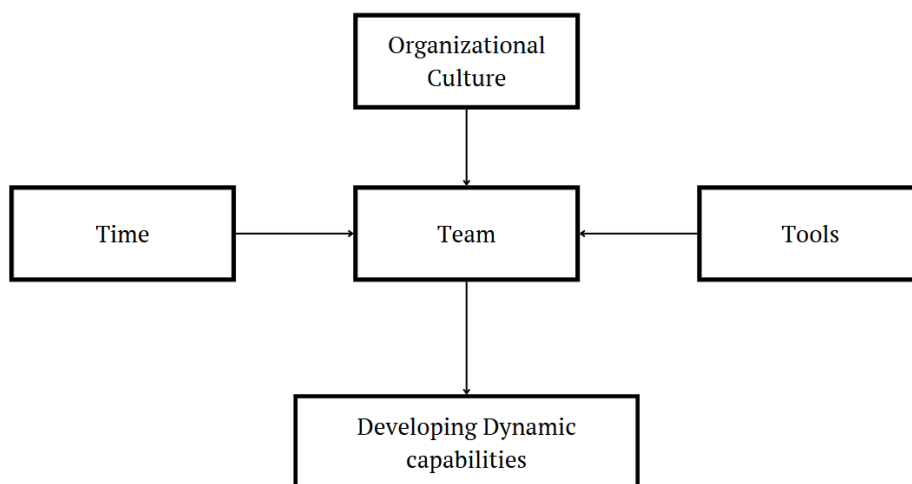 Organizational
Culture
Time
Team
Tools
Developing Dynamic
capabilities